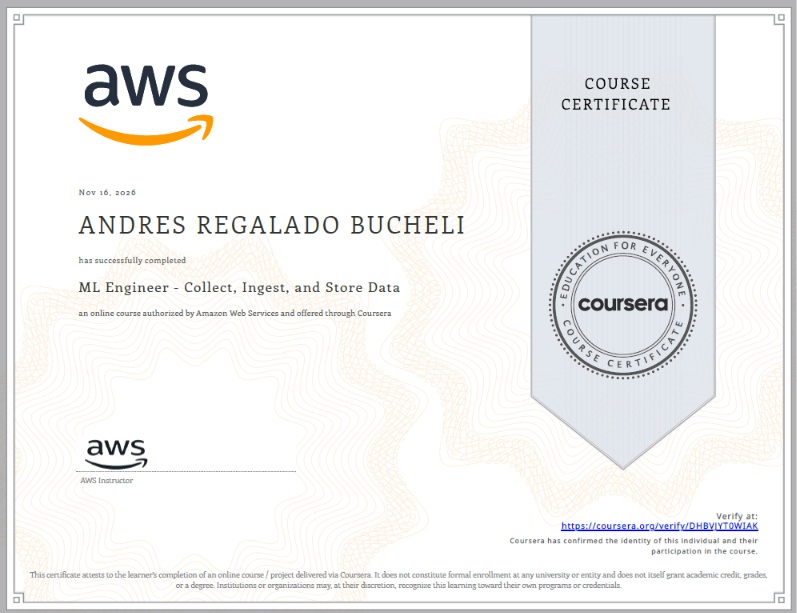 aws
COURSE
CERTIFICATE
Nov 16, 2026
ANDRES REGALADO BUCHELI
has successfully completed
ML Engineer - Collect, Ingest, and Store Data
an online course authorized by Amazon Web Services and offered through Coursera
EDUCATION FOR EVERYONE
coursera
COURSE CERTIFICATE
aws
AWS Instructor
Verify at:
https://coursera.org/verify/DHBVJYT0WIAK
Coursera has confirmed the identity of this individual and their
participation in the course.
This certificate attests to the learner's completion of an online course / project delivered via Coursera. It does not constitute formal enrollment at any university or entity and does not itself grant academic credit, grades,
or a degree. Institutions or organizations may, at their discretion, recognize this learning toward their own programs or credentials.